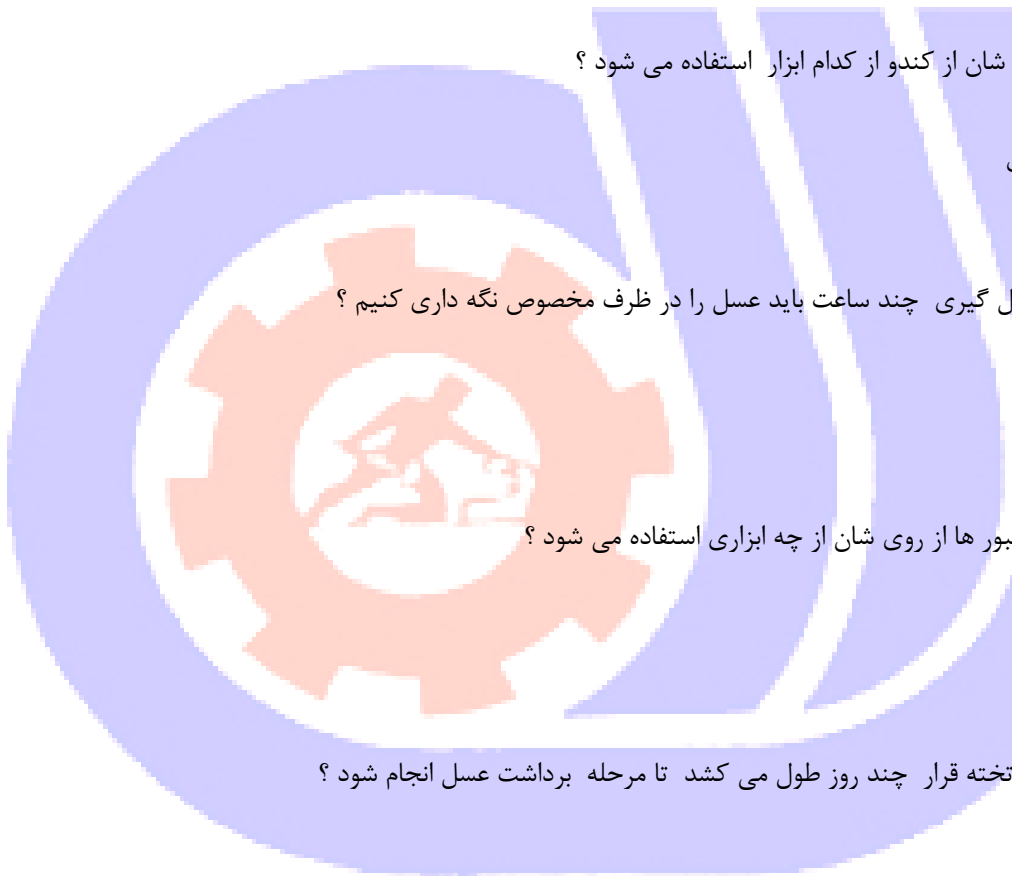 شان از کندو از کدام ابزار استفاده می شود ؟
گیری چند ساعت باید عسل را در ظرف مخصوص نگه داری کنیم ؟
ها از روی شان از چه ابزاری استفاده می شود ؟
تخته قرار چند روز طول می کشد تا مرحله برداشت عسل انجام شود ؟